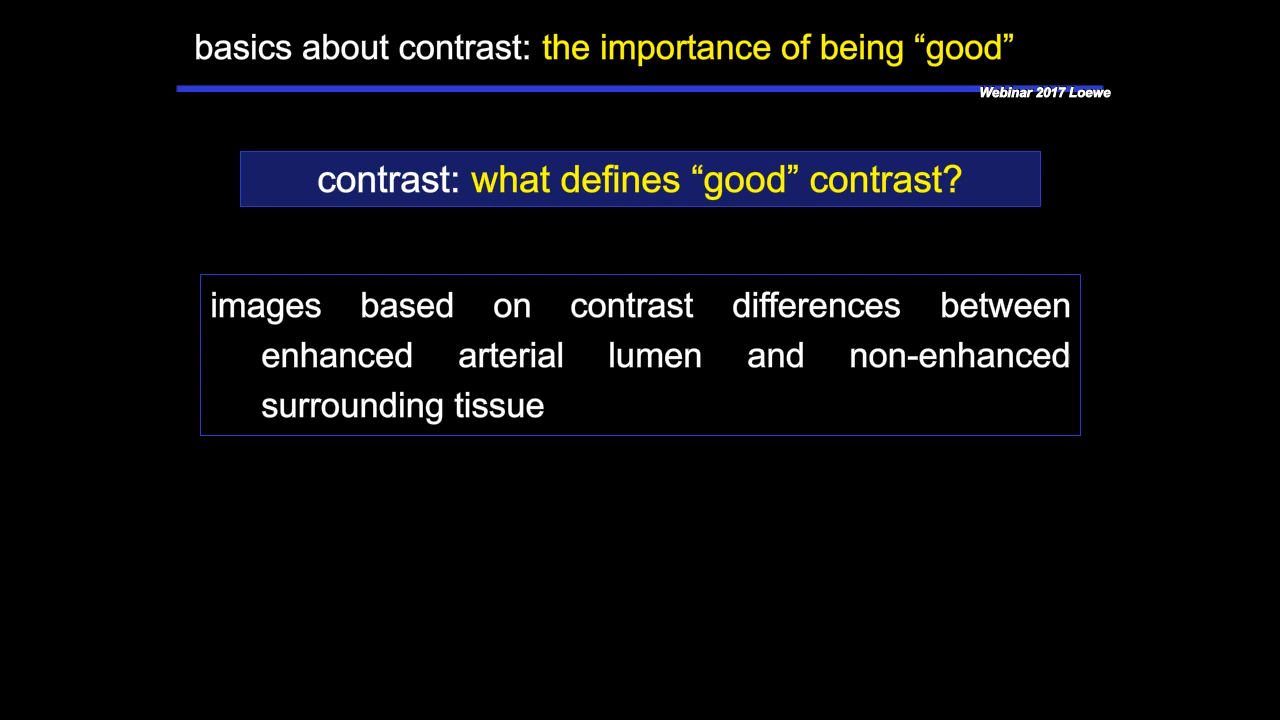 basics about contrast: the importance of being “good”
Webinar 2017 Loewe
contrast: what defines “good” contrast?
images based on contrast differences between
enhanced arterial lumen and non-enhanced
surrounding tissue